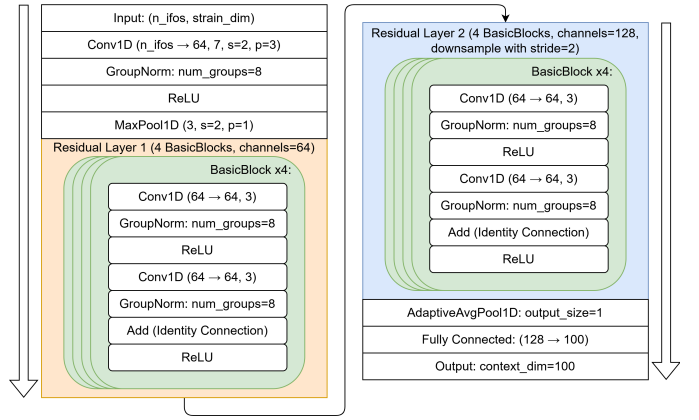 Input: (n_ifos, strain_dim)
Conv1D (n_ifos → 64, 7, s=2, p=3)
GroupNorm: num_groups=8
ReLU
MaxPool1D (3, s=2, p=1)
Residual Layer 1 (4 BasicBlocks, channels=64)
BasicBlock x4:
Conv1D (64 → 64, 3)
GroupNorm: num_groups=8
ReLU
Conv1D (64 → 64, 3)
GroupNorm: num_groups=8
Add (Identity Connection)
ReLU
Residual Layer 2 (4 BasicBlocks, channels=128,
downsample with stride=2)
BasicBlock x4:
Conv1D (64 → 64, 3)
GroupNorm: num_groups=8
ReLU
Conv1D (64 → 64, 3)
GroupNorm: num_groups=8
Add (Identity Connection)
ReLU
AdaptiveAvgPool1D: output_size=1
Fully Connected: (128 → 100)
Output: context_dim=100